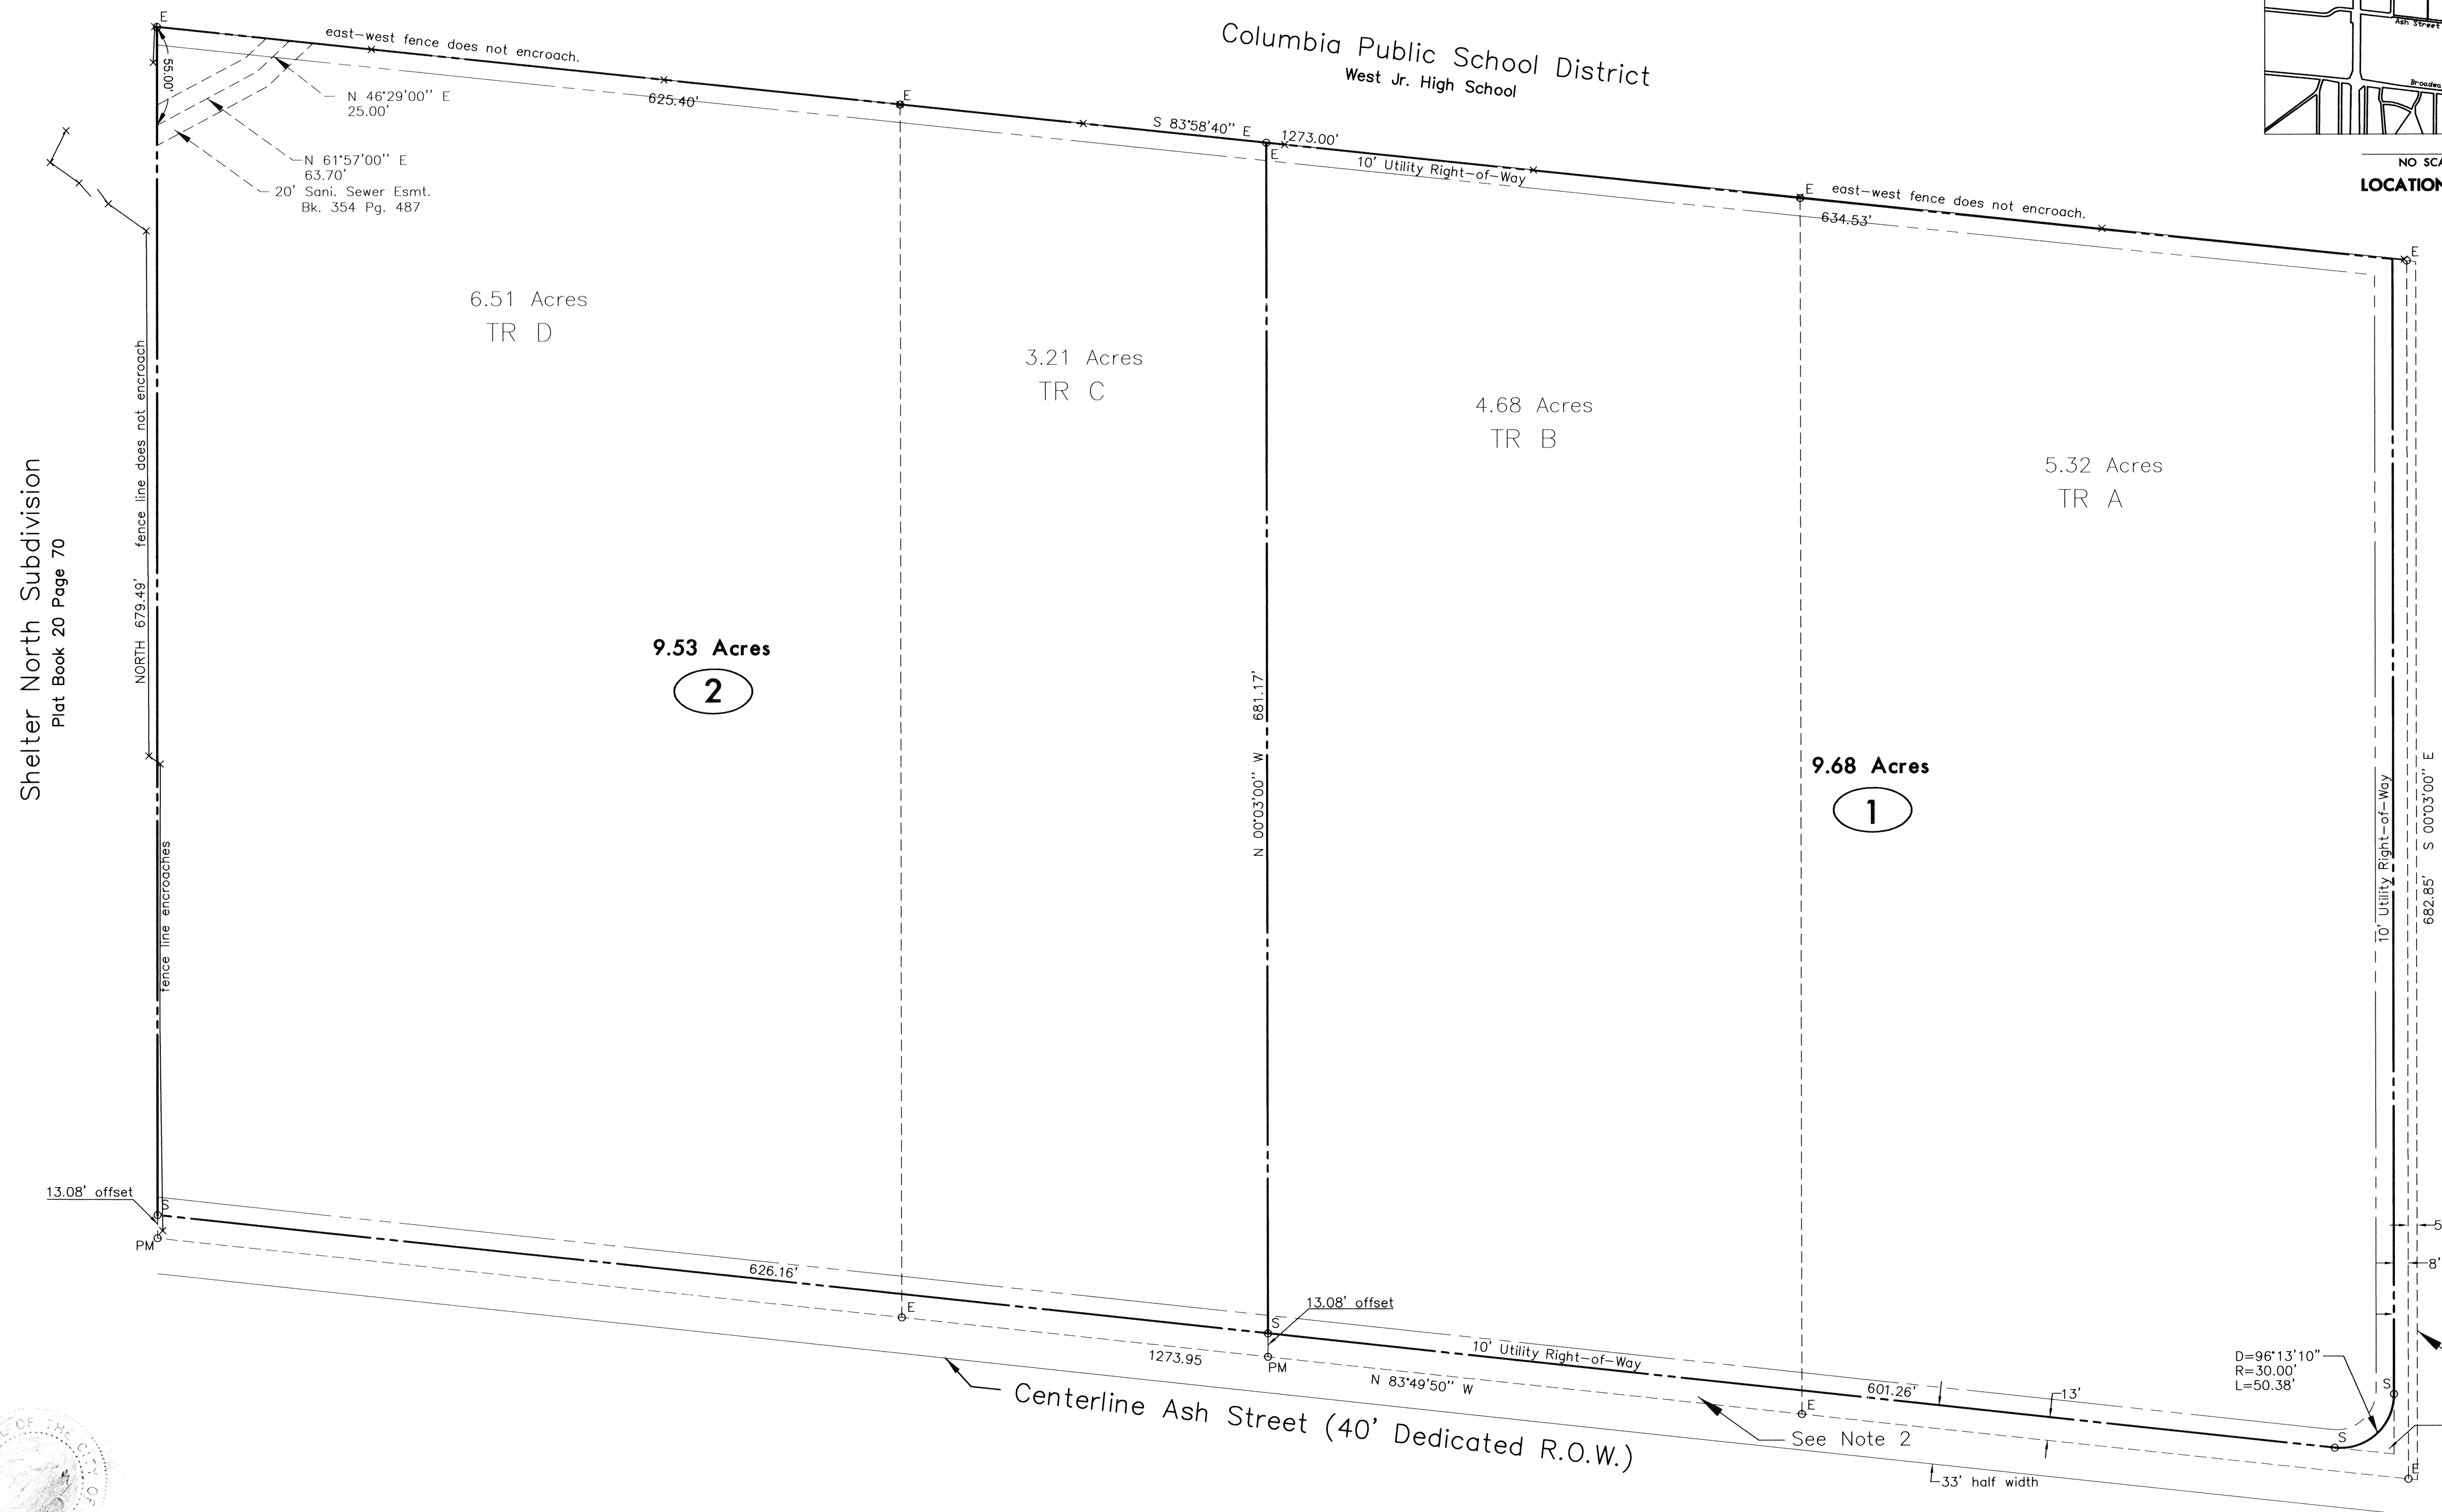 Columbia Public School District
West Jr. High School
Ash Street
NO
LOCATION
E
east-west fence does not encroach.
55.00'
N 46°29'00" E
25.00'
625.40'
E
S 83°58'40" E
E
1273.00'
E
10' Utility Right-of-Way
N 61°57'00" E
63.70'
20' Sani. Sewer Esmt.
Bk. 354 Pg. 487
E
east-west fence does not encroach.
634.53'
E
6.51 Acres
TR D
3.21 Acres
TR C
4.68 Acres
TR B
5.32 Acres
TR A
Shelter North Subdivision
Plat Book 20 Page 70
NORTH 679.49'
fence line does not encroach
fence line encroaches
9.53 Acres
2
N 00°03'00" W 681.17'
9.68 Acres
1
10' Utility Right-of-Way
682.85' S 00°03'00" E
13.08' offset
S
PM
626.16'
E
13.08' offset
S
PM
1273.95
N 83°49'50" W
10' Utility Right-of-Way
601.26'
13'
E
5
8'
D=96°13'10"
R=30.00'
L=50.38'
S
S
E
See Note 2
33' half width
Centerline Ash Street (40' Dedicated R.O.W.)
OF THE CITY OF